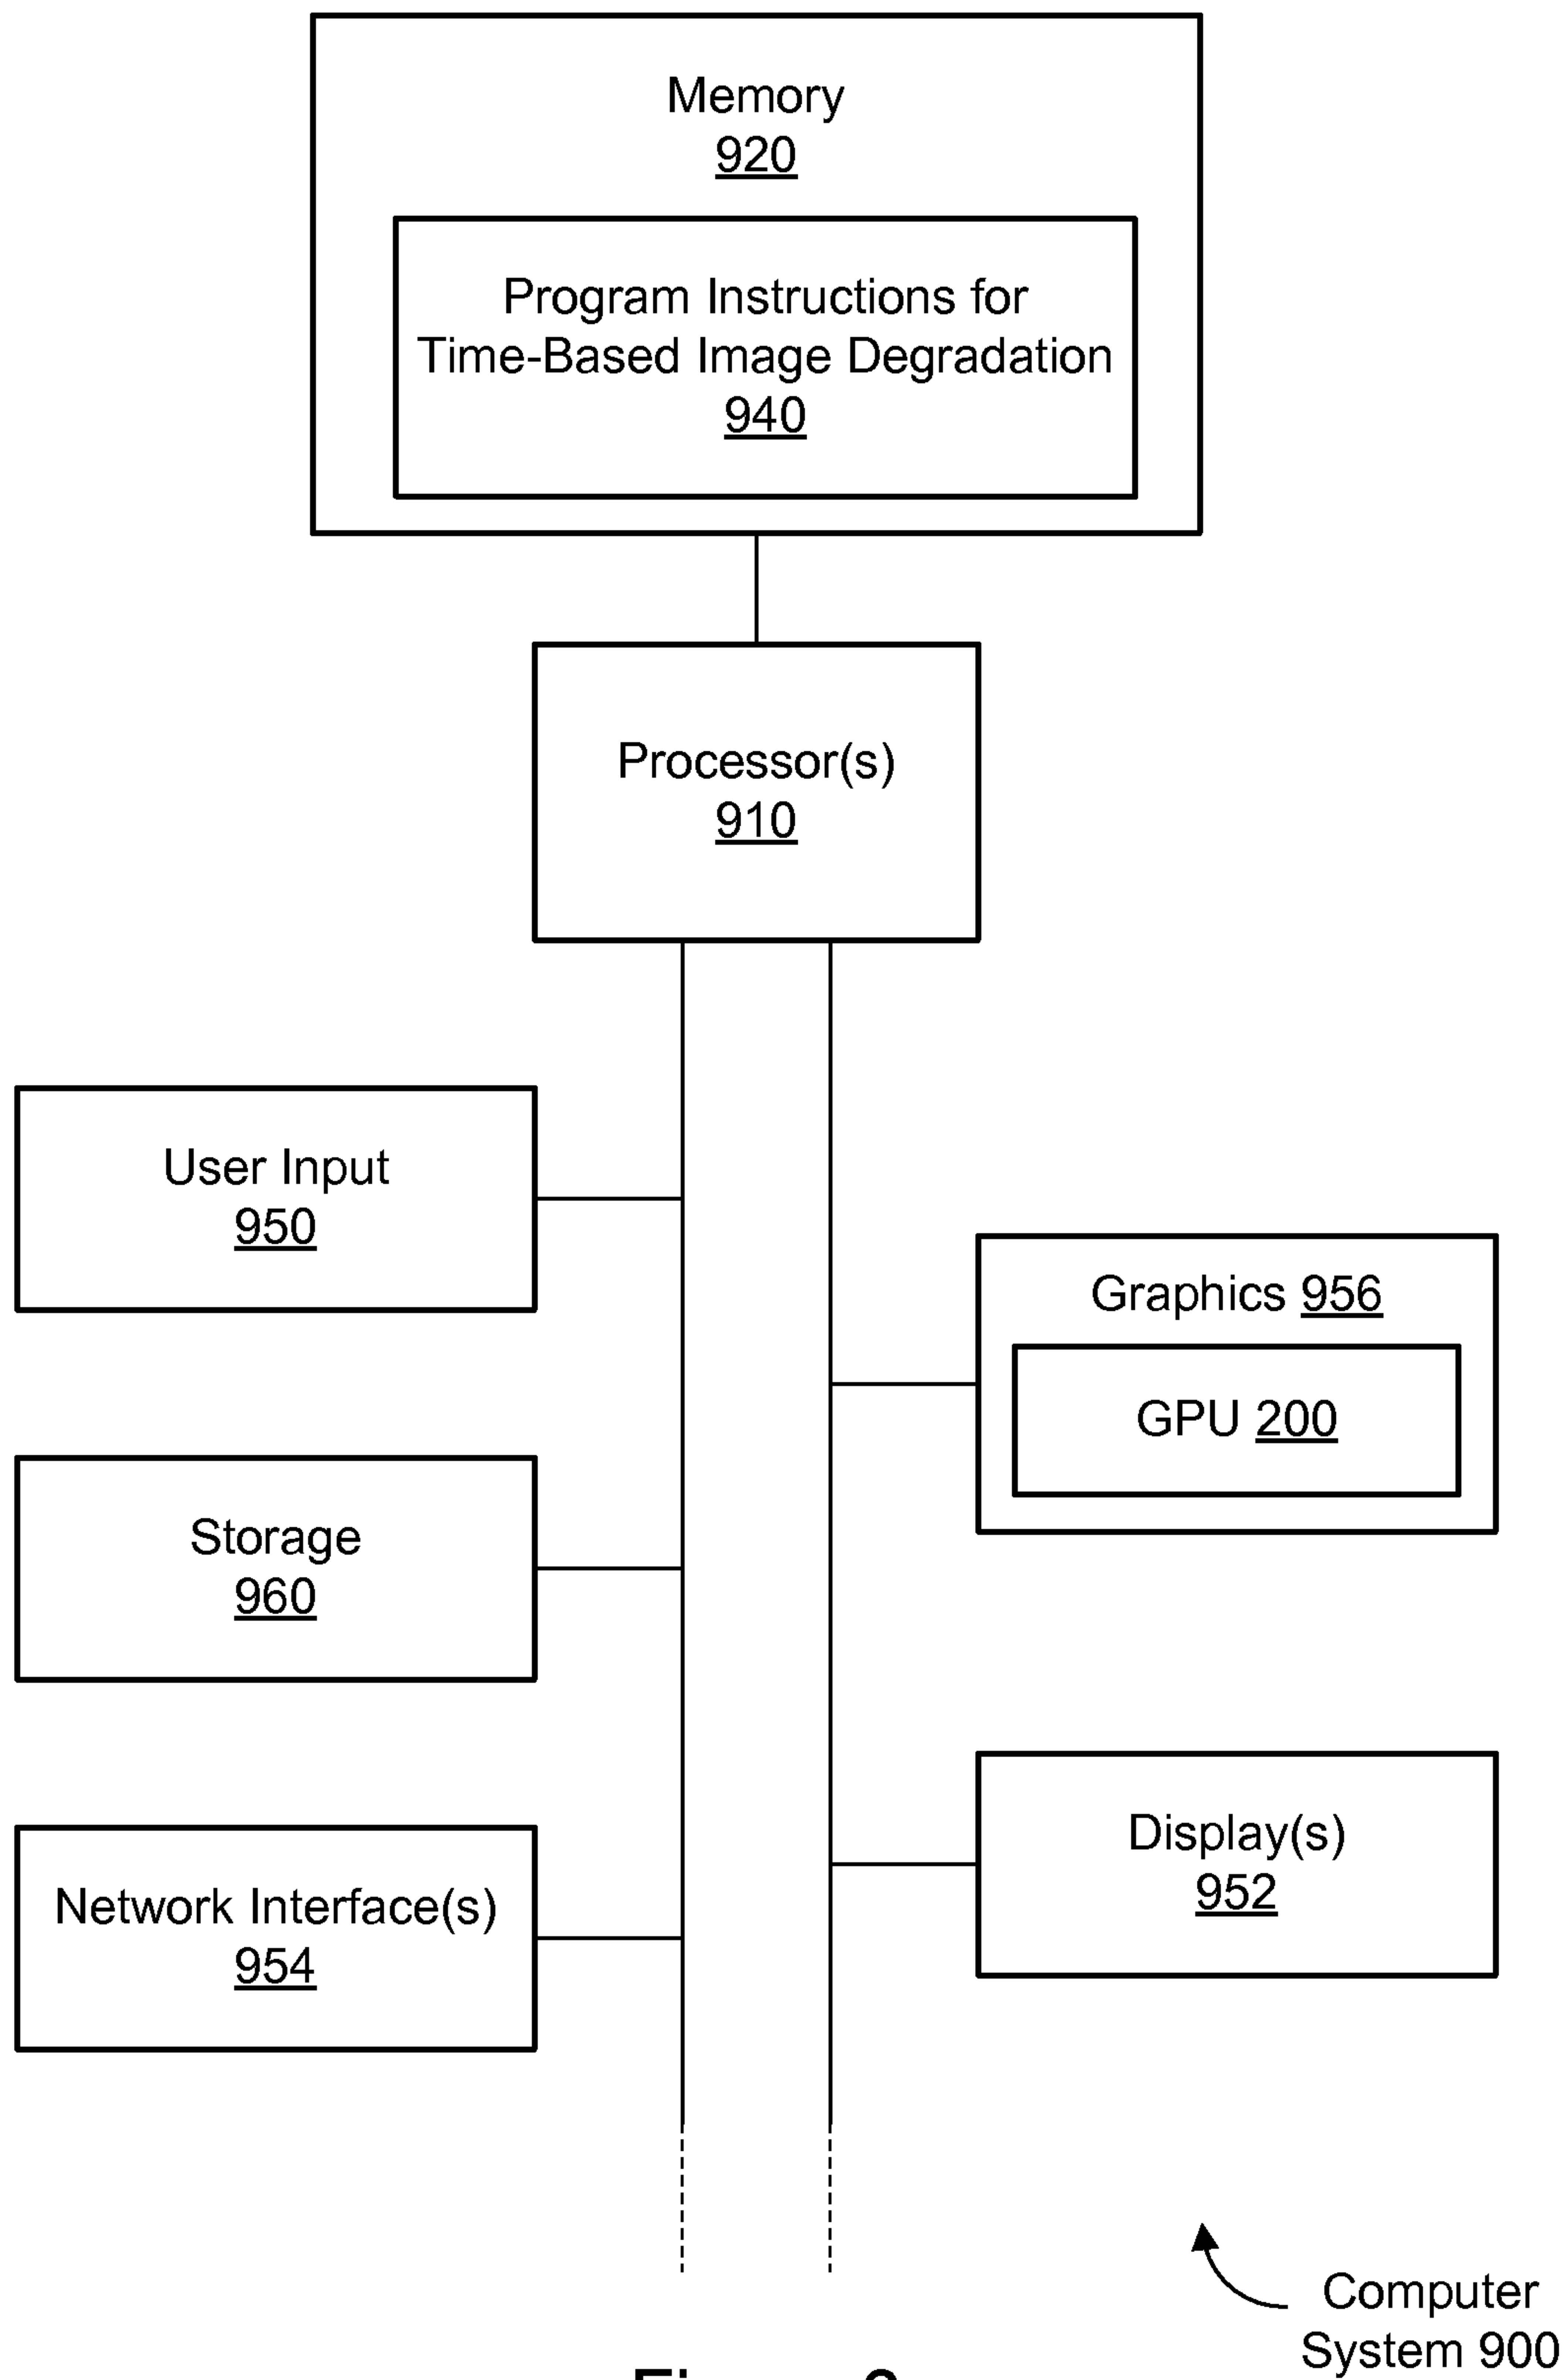 Memory
920
Program Instructions for
Time-Based Image Degradation
940
Processor(s)
910
User Input
950
Graphics 956
GPU 200
Storage
960
Display(s)
952
Network Interface(s)
954
Computer
System 900